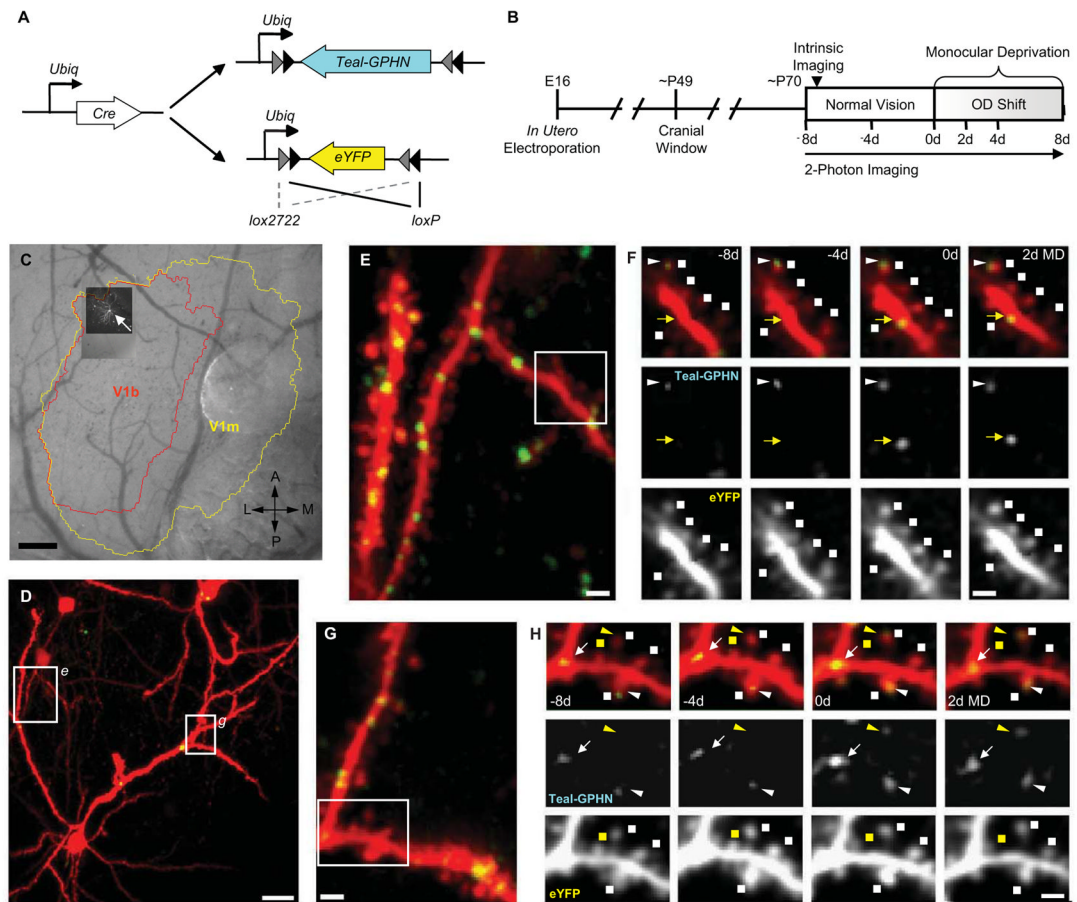 A
Ubiq
Cre
Ubiq
Teal-GPHN
Ubiq
eYFP
lox2722
loxP
B
E16
In Utero
Electroporation
~P49
Cranial
Window
~P70
Intrinsic
Imaging
Monocular Deprivation
Normal Vision
OD Shift
-8d
-4d
0d
2d
4d
8d
2-Photon Imaging
C
V1b
V1m
A
L
M
P
D
e
g
E
F
-8d
-4d
0d
2d MD
Teal-GPHN
eYFP
G
H
-8d
-4d
0d
2d MD
Teal-GPHN
eYFP